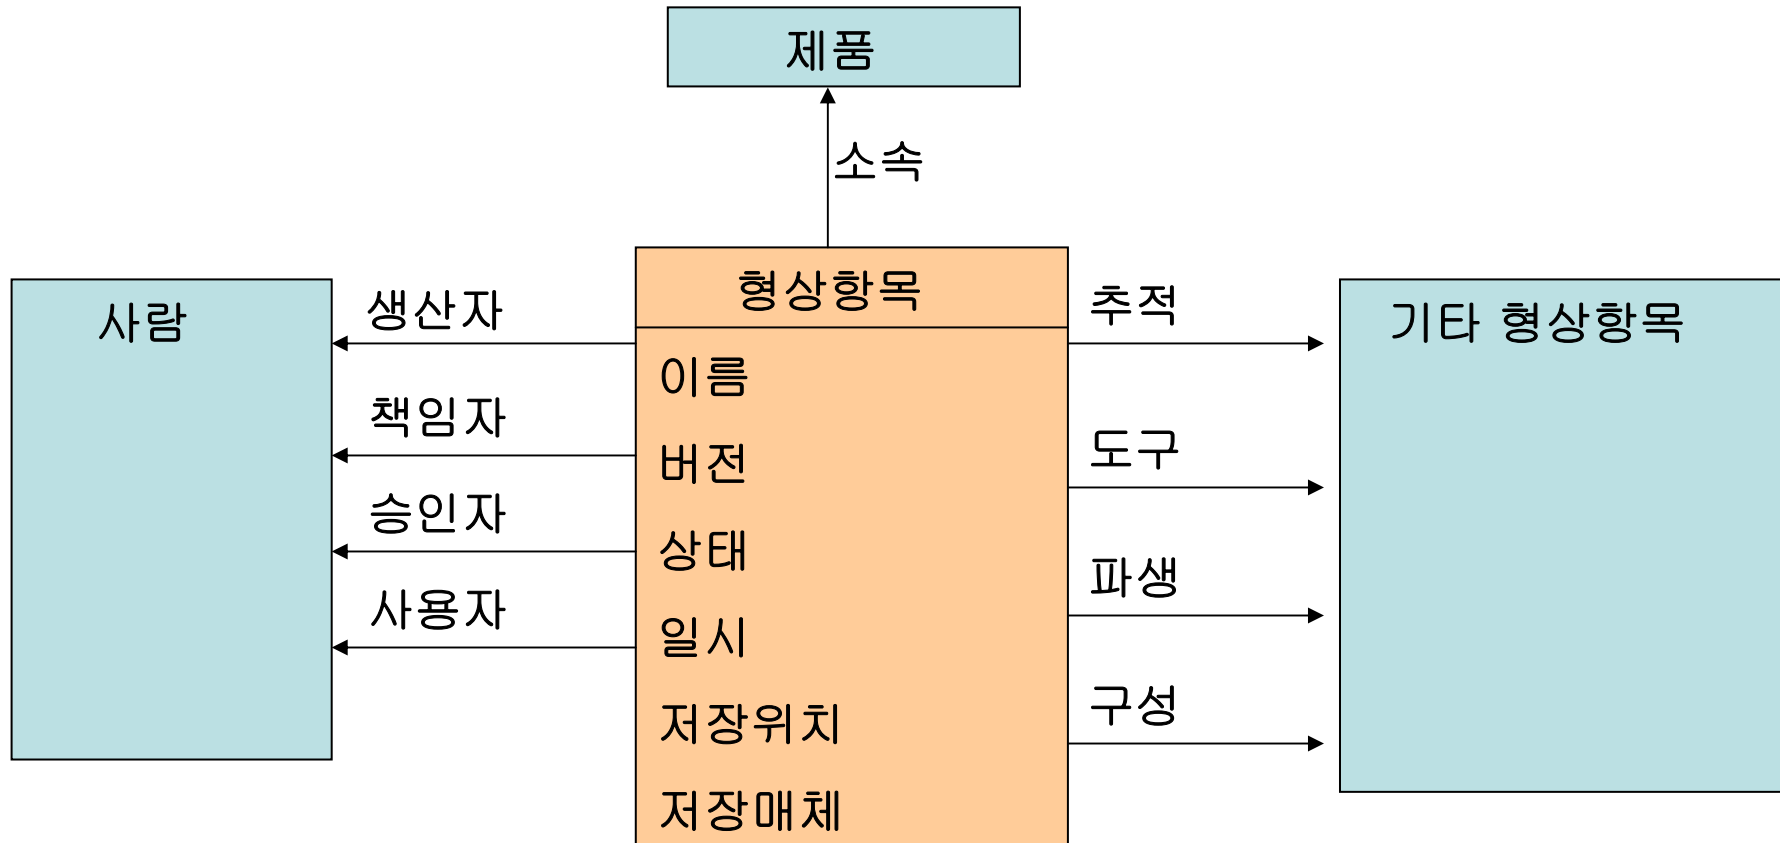 제품
소속
사람
생산자
책임자
승인자
사용자
형상항목
이름
버전
상태
일시
저장위치
저장매체
추적
도구
파생
구성
기타 형상항목